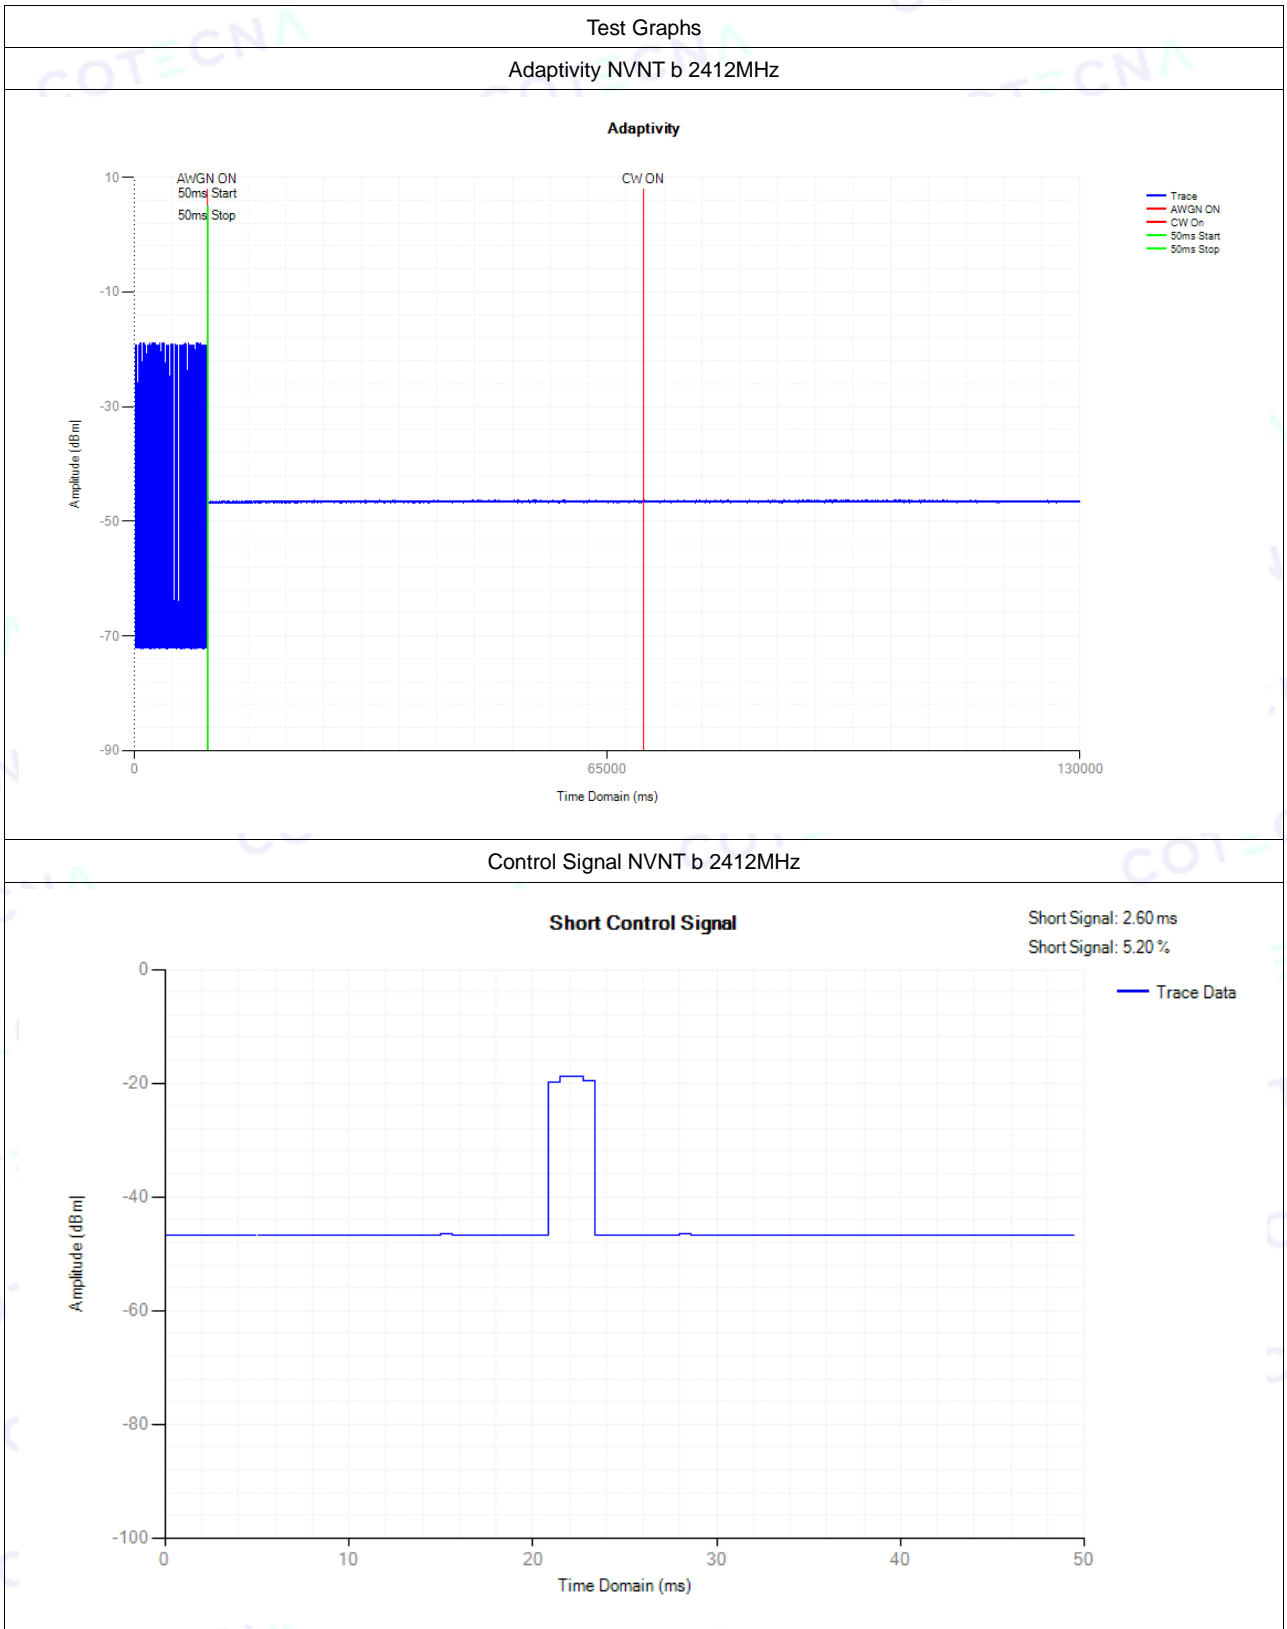 COTECNA
Test Graphs
Adaptivity NVNT b 2412MHz
Adaptivity
AWGN ON
50ms Start
50ms Stop
CW ON
Trace
AWGN ON
CW On
50ms Start
50ms Stop
10
-10
-30
-50
-70
-90
Amplitude [dBm]
0
65000
130000
Time Domain (ms)
Control Signal NVNT b 2412MHz
Short Control Signal
Short Signal: 2.60 ms
Short Signal: 5.20 %
Trace Data
0
-20
-40
-60
-80
-100
Amplitude [dBm]
0
10
20
30
40
50
Time Domain (ms)